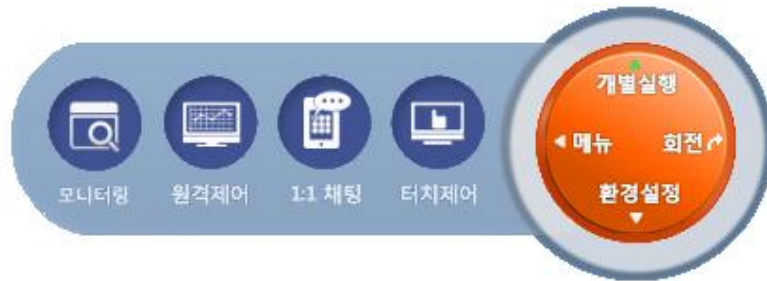 모니터링
원격제어
1:1 채팅
터치제어
개별실행
메뉴
회전
환경설정